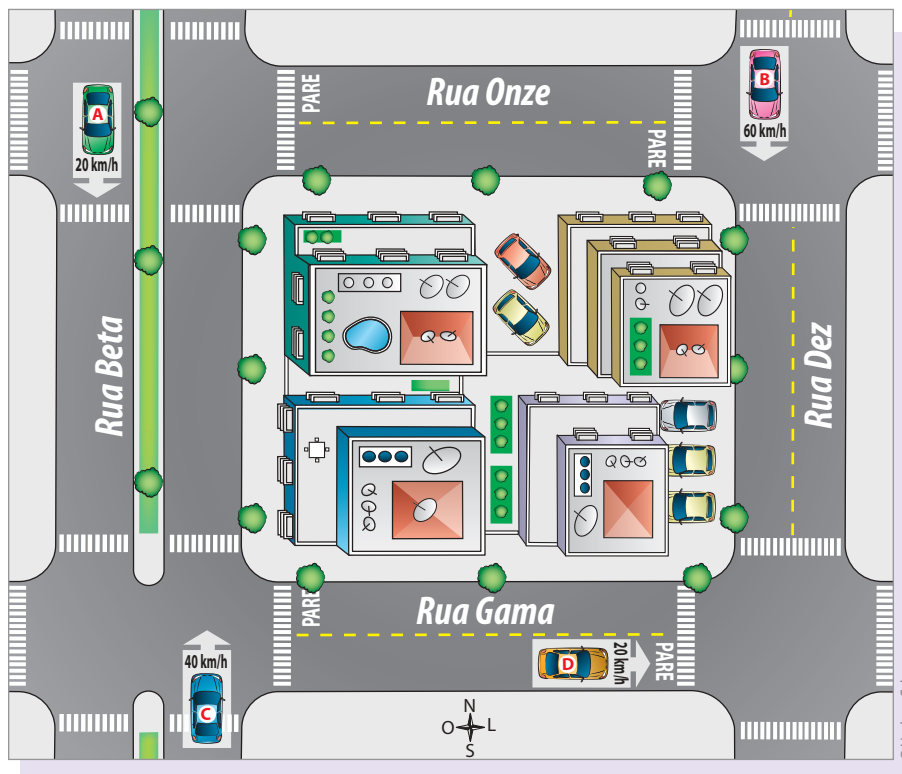 PARE
Rua Onze
B
A
60 km/h
20 km/h
PARE
Rua Beta
Rua Dez
PARE
Rua Gama
D
20 km/h
PARE
40 km/h
C
N
O L
S